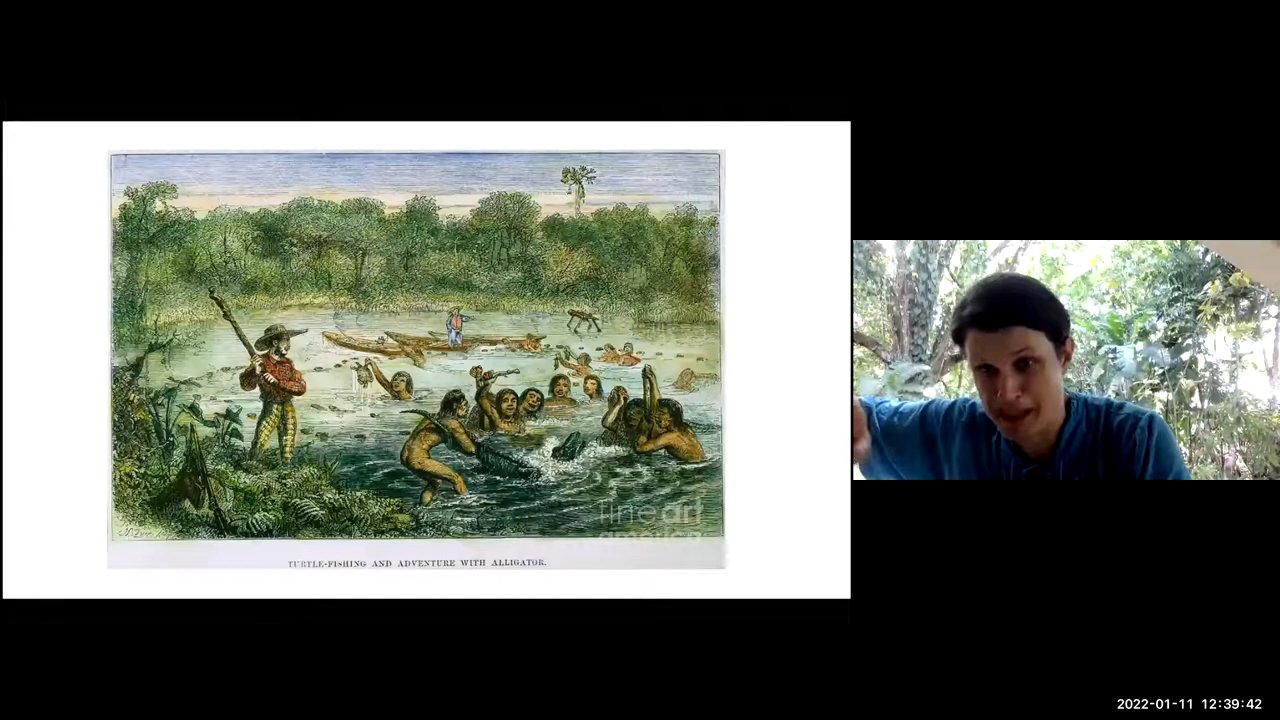 fine art
america
TURTLE-FISHING AND ADVENTURE WITH ALLIGATOR.
2022-01-11 12:39:42